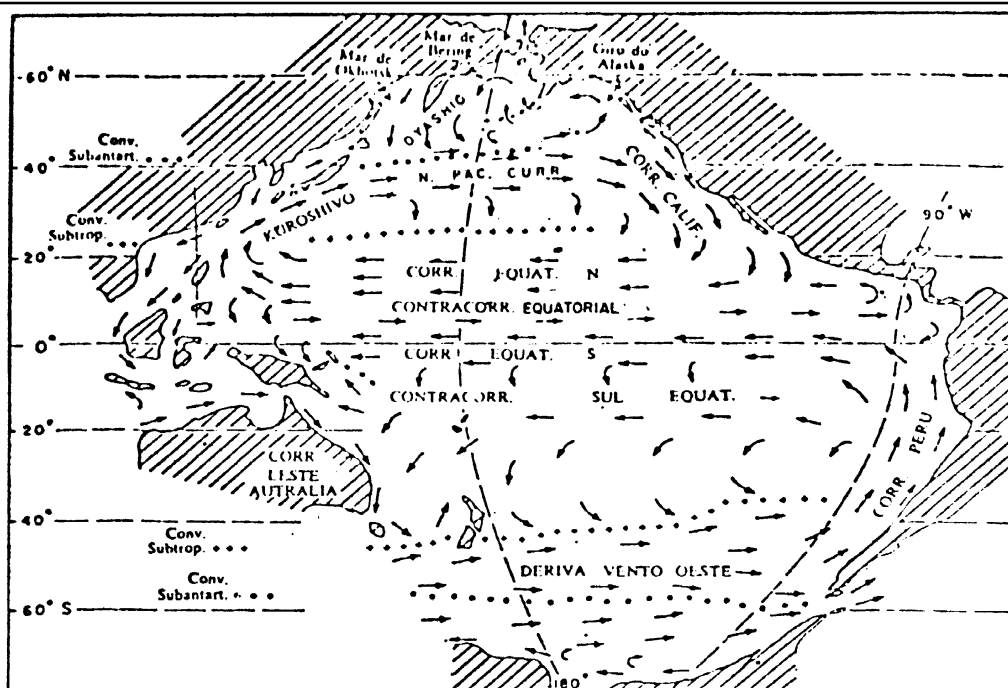 Mar de
Okhotsk
Mar de
Bering
Giro do
Alaska
60° N
Conv.
Subantart.
40°
OYASHIO
N. PAC. CURR.
CORR. CALIF.
KUROSHIVO
Conv.
Subtrop.
20°
90° W
CORR. EQUAT. N
CONTRACORR. EQUATORIAL
0°
CORR. EQUAT. S
CONTRACORR. SUL EQUAT.
20°
CORR
LESTE
AUTRALIA
CORR PERU
40°
Conv.
Subtrop.
DERIVA VENTO OESTE
Conv.
Subantart.
60° S
180°